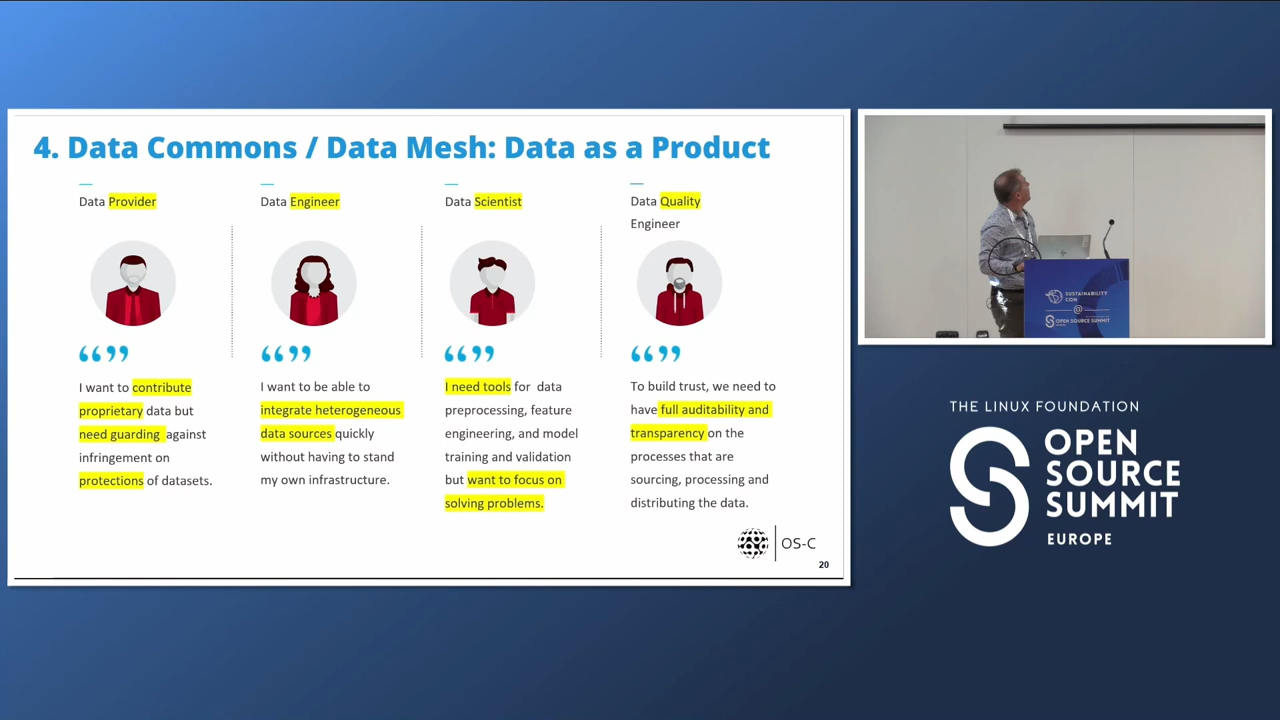 4. Data Commons / Data Mesh: Data as a Product
Data Provider
I want to contribute
proprietary data but
need guarding against
infringement on
protections of datasets.
Data Engineer
I want to be able to
integrate heterogeneous
data sources quickly
without having to stand
my own infrastructure.
Data Scientist
I need tools for data
preprocessing, feature
engineering, and model
training and validation
but want to focus on
solving problems.
Data Quality
Engineer
To build trust, we need to
have full auditability and
transparency on the
processes that are
sourcing, processing and
distributing the data.
OS-C
20
SUSTAINABILITY
CON
@
OPEN SOURCE SUMMIT
THE LINUX FOUNDATION
OPEN
SOURCE
SUMMIT
EUROPE